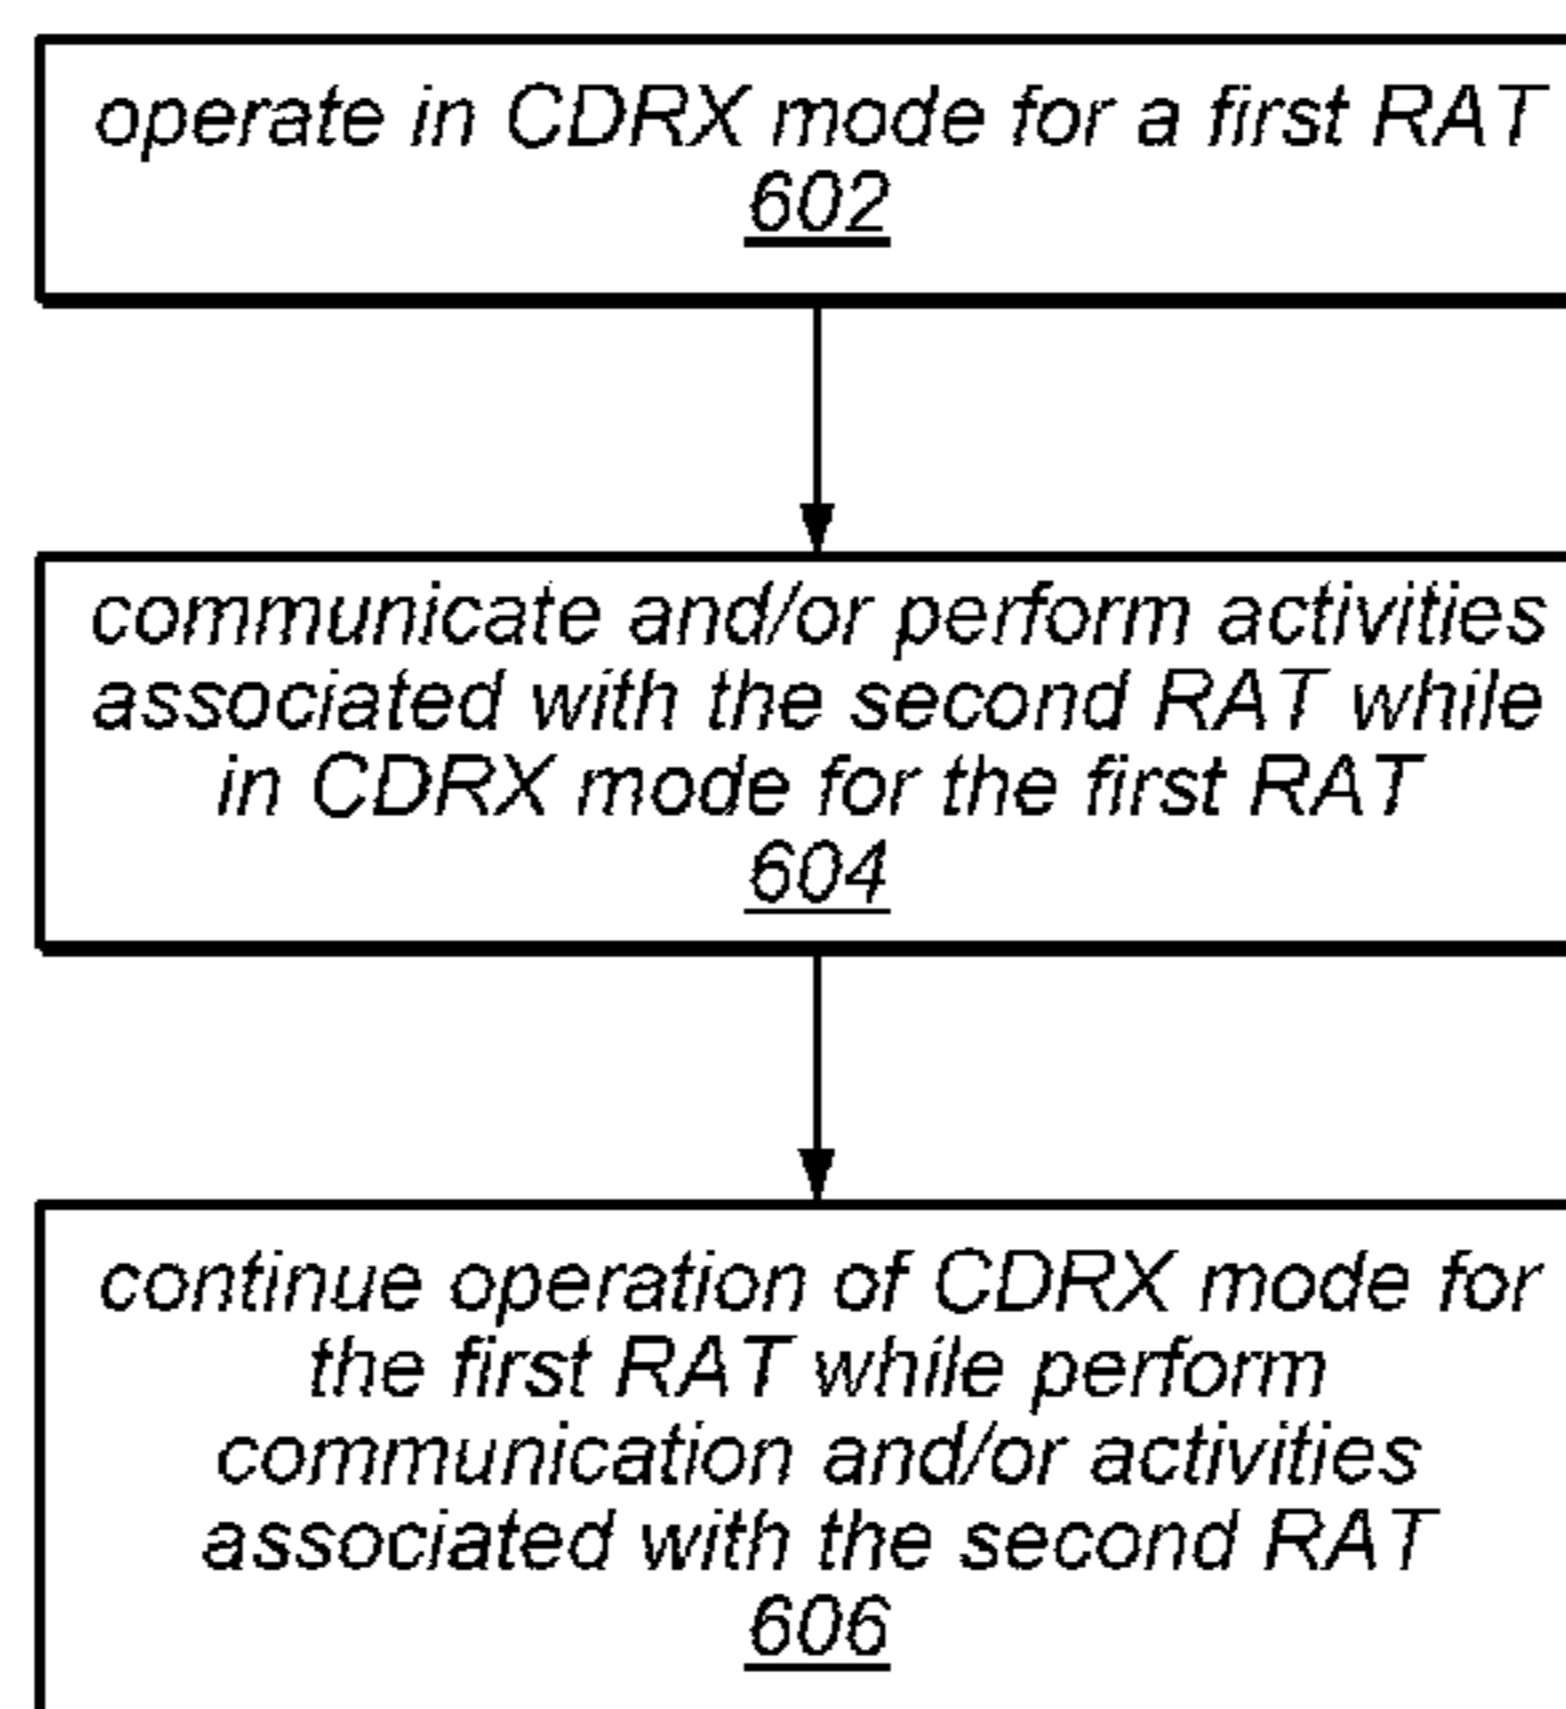 operate in CDRX mode for a first RAT
602
communicate and/or perform activities
associated with the second RAT while
in CDRX mode for the first RAT
604
continue operation of CDRX mode for
the first RAT while perform
communication and/or activities
associated with the second RAT
606